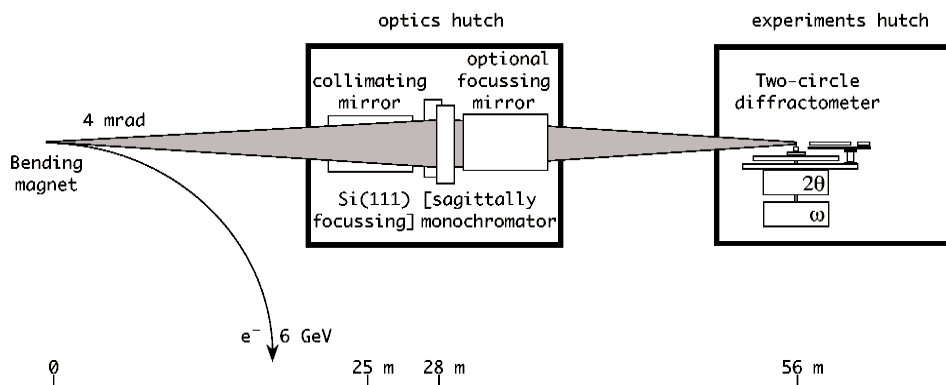 optics hutch
experiments hutch
collimating
mirror
optional
focussing
mirror
Two-circle
diffractometer
4 mrad
Bending
magnet
Si(111) [sagittally
focussing] monochromator
2θ
ω
e⁻ 6 GeV
0
25 m
28 m
56 m